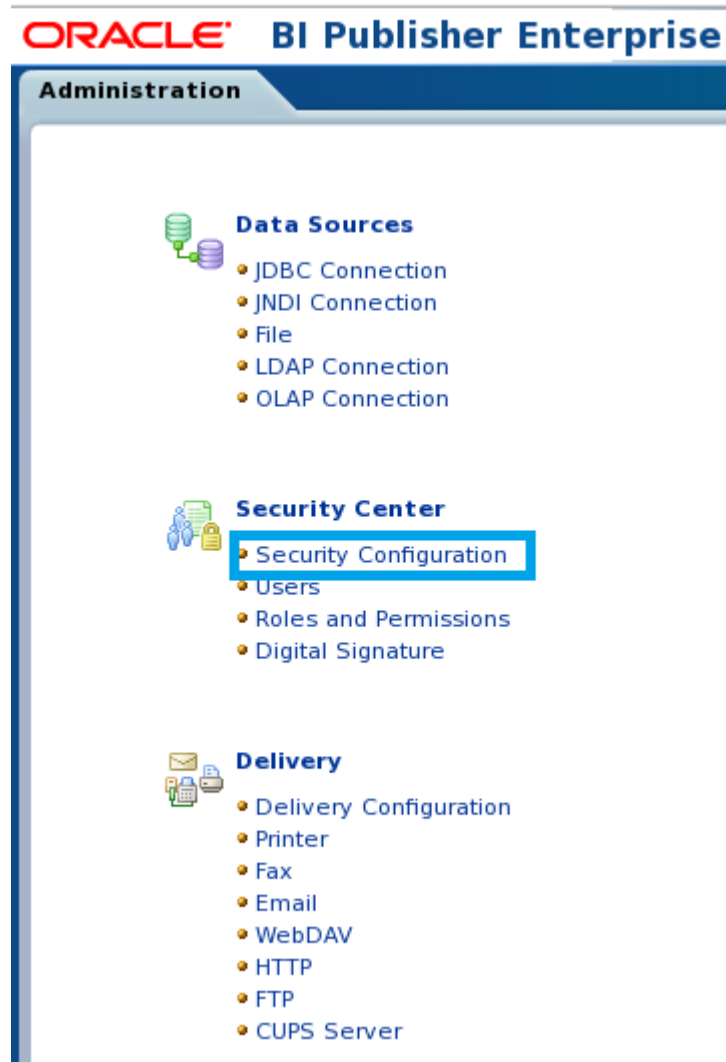 ORACLE BI Publisher Enterprise
Administration
Data Sources
JDBC Connection
JNDI Connection
File
LDAP Connection
OLAP Connection
Security Center
Security Configuration
Users
Roles and Permissions
Digital Signature
Delivery
Delivery Configuration
Printer
Fax
Email
WebDAV
HTTP
FTP
CUPS Server